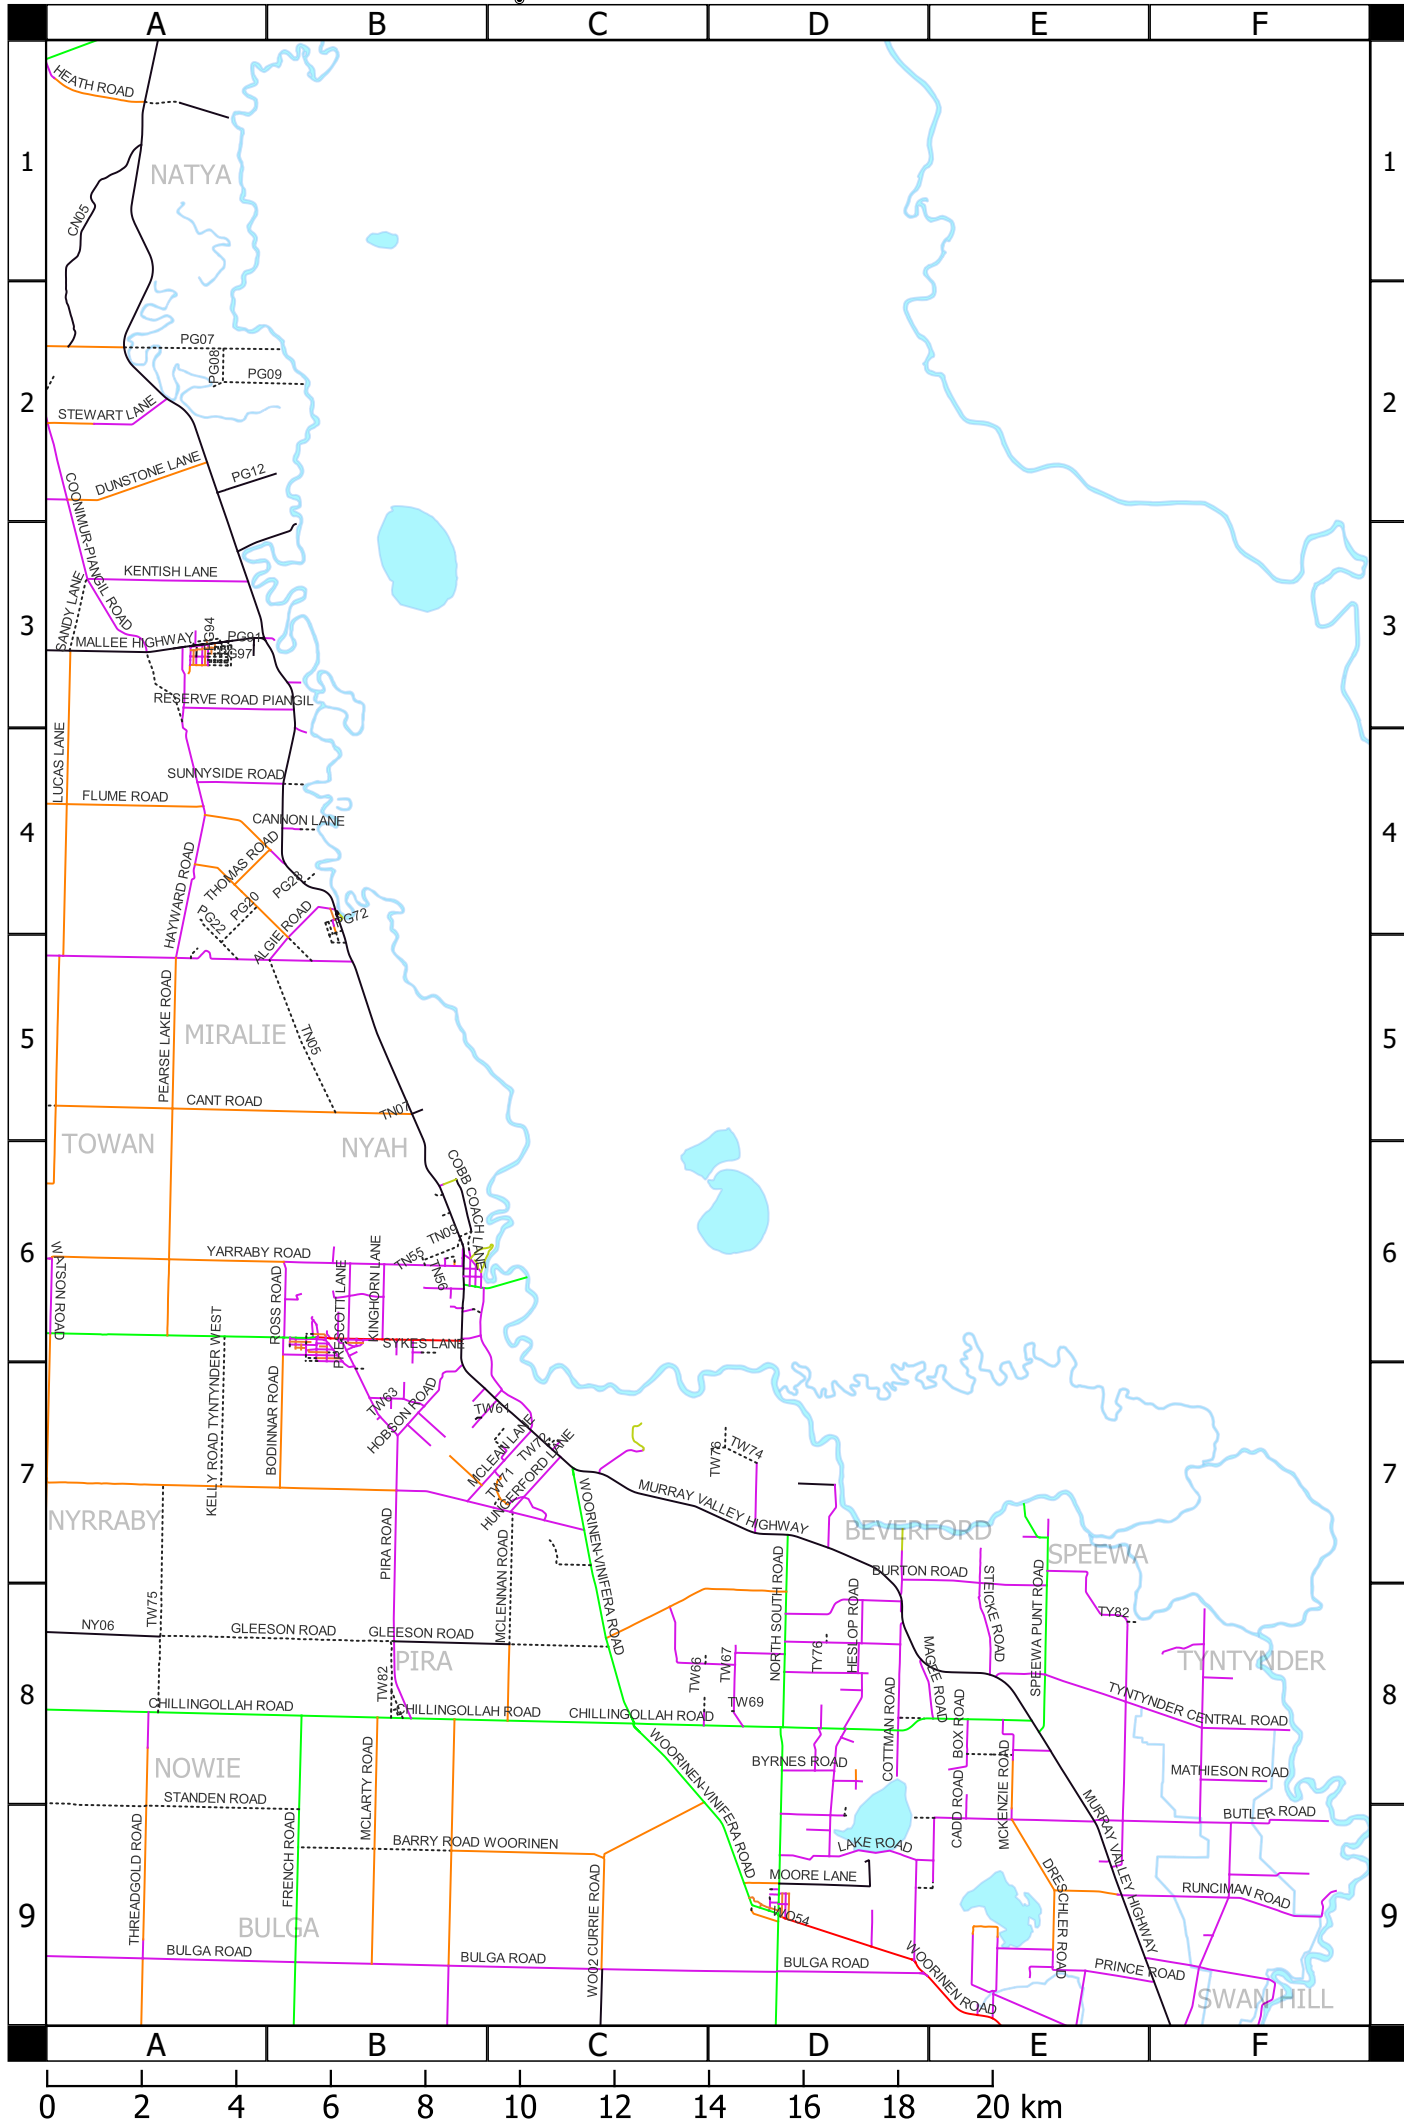 A B C D E F
HEATH ROAD
1 1
NATYA
CN05
PG07
PG08
PG09
2 2
STEWART LANE
DUNSTONE LANE
PG12
COONIMUR-PIANGIL ROAD
KENTISH LANE
SANDY LANE
3 3
MALLEE HIGHWAY
PG91
RESERVE ROAD PIANGIL
LUCAS LANE
SUNNYSIDE ROAD
FLUME ROAD
CANNON LANE
4 4
THOMAS ROAD
HAYWARD ROAD
PG23
PG20
PG22
PG72
ALGIE ROAD
PEARSE LAKE ROAD
MIRALIE
TN05
5 5
CANT ROAD
TN07
TOWAN
NYAH
COBB COACH LANE
TN09
YARRABY ROAD
TN55
TN56
6 6
WATSON ROAD
ROSS ROAD
PRESCOTT LANE
KINGHORN LANE
KELLY ROAD TYNTYNDER WEST
SYKES LANE
BODINNAR ROAD
TW63
HOBSON ROAD
TW61
MCLEAN LANE
TW72
HUNGERFORD LANE
TW71
TW74
7 7
WOORINEN-VINIFERA ROAD
MURRAY VALLEY HIGHWAY
NYRRABY
PIRA ROAD
MCLENNAN ROAD
BEVERFORD
SPEEWA
BURTON ROAD
NORTH SOUTH ROAD
HESLOP ROAD
STEICKE ROAD
SPEEWA PUNT ROAD
TW75
TY82
NY06
GLEESON ROAD
GLEESON ROAD
PIRA
TW82
TW66
TW67
TY76
TYNTYNDER
MAGEE ROAD
8 8
CHILLINGOLLAH ROAD
CHILLINGOLLAH ROAD
CHILLINGOLLAH ROAD
TW69
COTTMAN ROAD
BOX ROAD
TYNTYNDER CENTRAL ROAD
NOWIE
MCLARTY ROAD
WOORINEN-VINIFERA ROAD
BYRNES ROAD
MCKENZIE ROAD
MATHIESON ROAD
STANDEN ROAD
CADD ROAD
MURRAY VALLEY HIGHWAY
BUTLER ROAD
THREADGOLD ROAD
FRENCH ROAD
BARRY ROAD WOORINEN
LAKE ROAD
MOORE LANE
DRESCHLER ROAD
RUNCIMAN ROAD
9 9
WO54
BULGA
WO02 CURRIE ROAD
BULGA ROAD
BULGA ROAD
BULGA ROAD
WOORINEN ROAD
PRINCE ROAD
SWAN HILL
A B C D E F
0 2 4 6 8 10 12 14 16 18 20 km